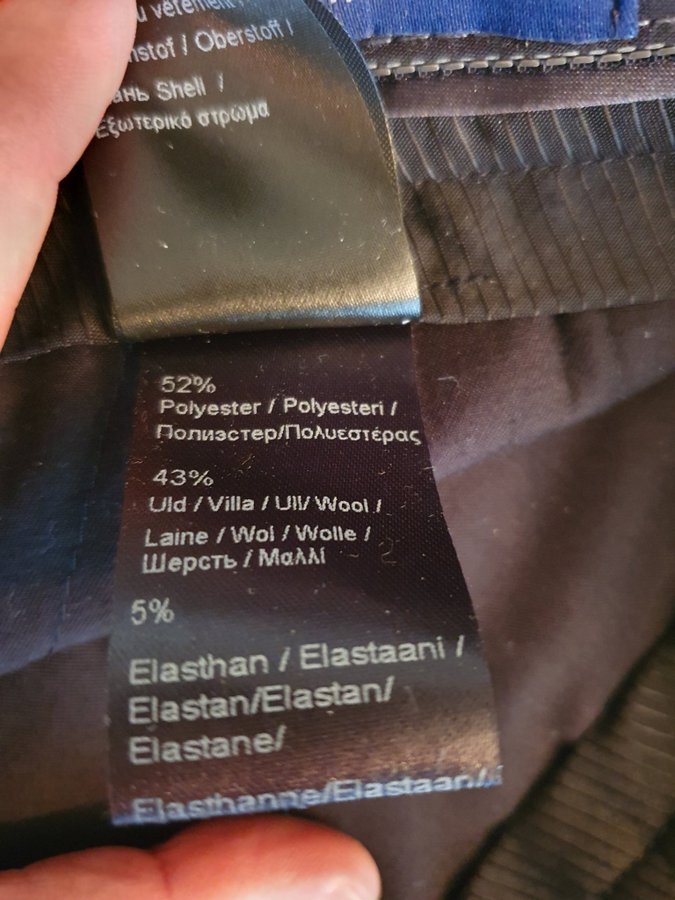 vêtement
/ Oberstoff /
Shell /
Εξωτερικό στρώμα
52%
Polyester / Polyesteri /
Полиэстер/Πολυεστέρας
43%
Uld / Villa / Ull/ Wool /
Laine / Wol / Wolle /
Шерсть / Μαλλί
5%
Elasthan / Elastaani /
Elastan/Elastan/
Elastane/
Elasthanne/Elastaan/